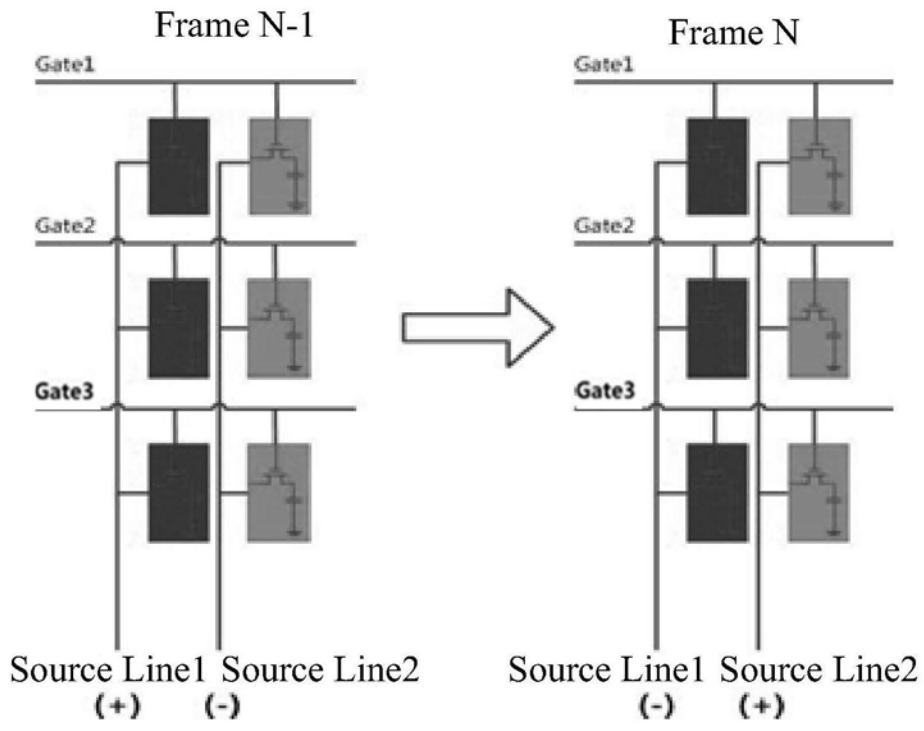 Frame N-1
Frame N
Gate1
Gate1
Gate2
Gate2
Gate3
Gate3
Source Line1 Source Line2
(+) (-)
Source Line1 Source Line2
(-) (+)